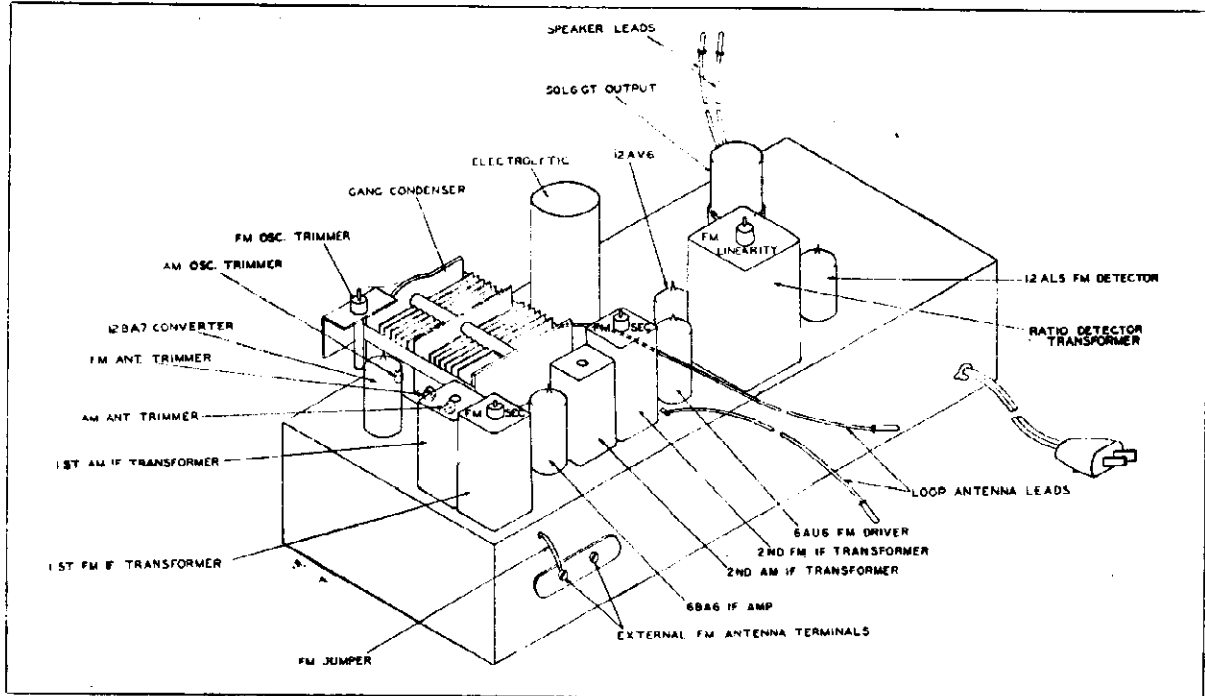 SPEAKER LEADS
50L6GT OUTPUT
12AV6
ELECTROLYTIC
GANG CONDENSER
FM OSC. TRIMMER
AM OSC. TRIMMER
FM
LINEARITY
12AL5 FM DETECTOR
12BA7 CONVERTER
FM SEC
RATIO DETECTOR
TRANSFORMER
FM ANT. TRIMMER
AM ANT TRIMMER
FM SEC
1ST AM IF TRANSFORMER
LOOP ANTENNA LEADS
6AU6 FM DRIVER
1ST FM IF TRANSFORMER
2ND FM IF TRANSFORMER
2ND AM IF TRANSFORMER
6BA6 IF AMP
EXTERNAL FM ANTENNA TERMINALS
FM JUMPER